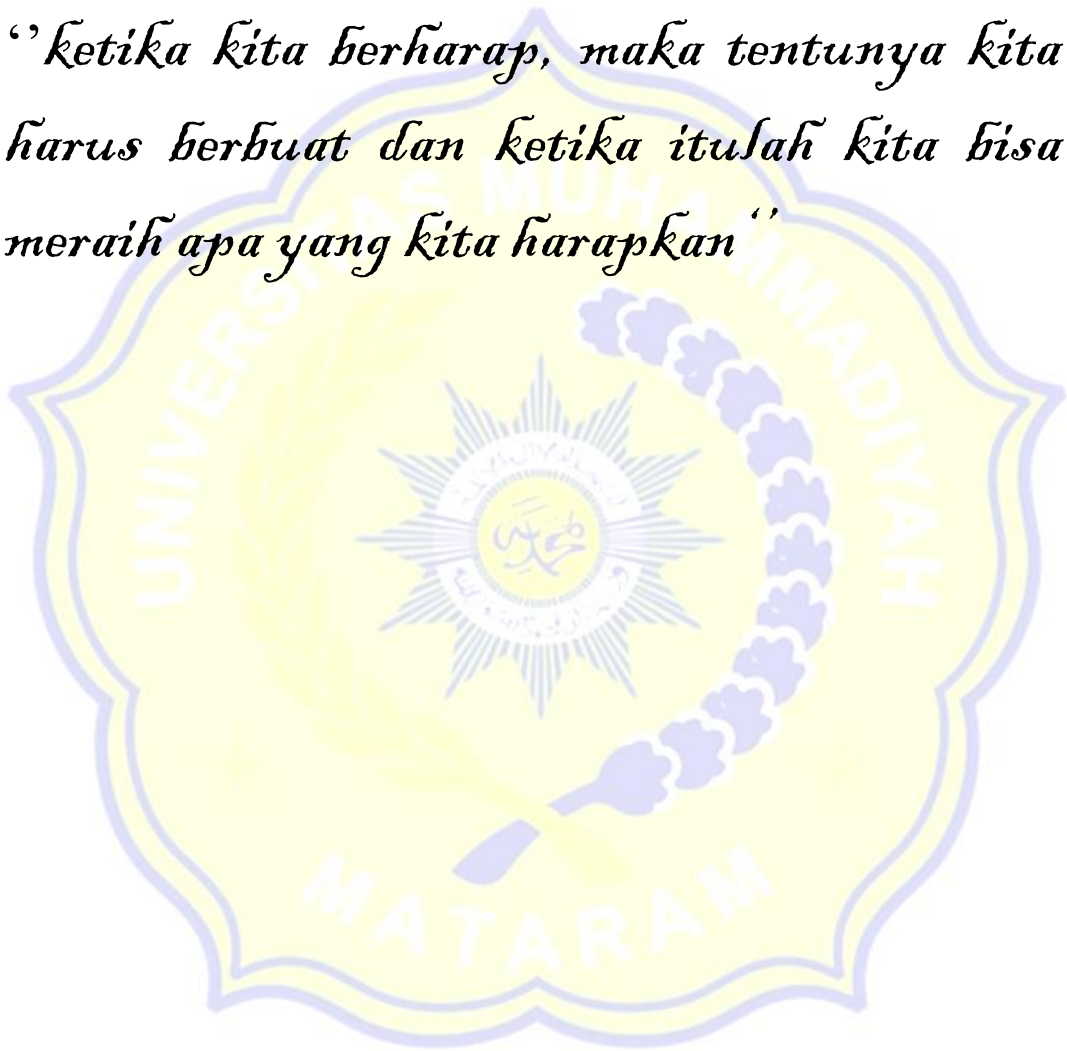 ‘’ketika kita berharap, maka tentunya kita
harus berbuat dan ketika itulah kita bisa
meraih apa yang kita harapkan‘’
UNIVERSITAS MUHAMMADIYAH
MATARAM